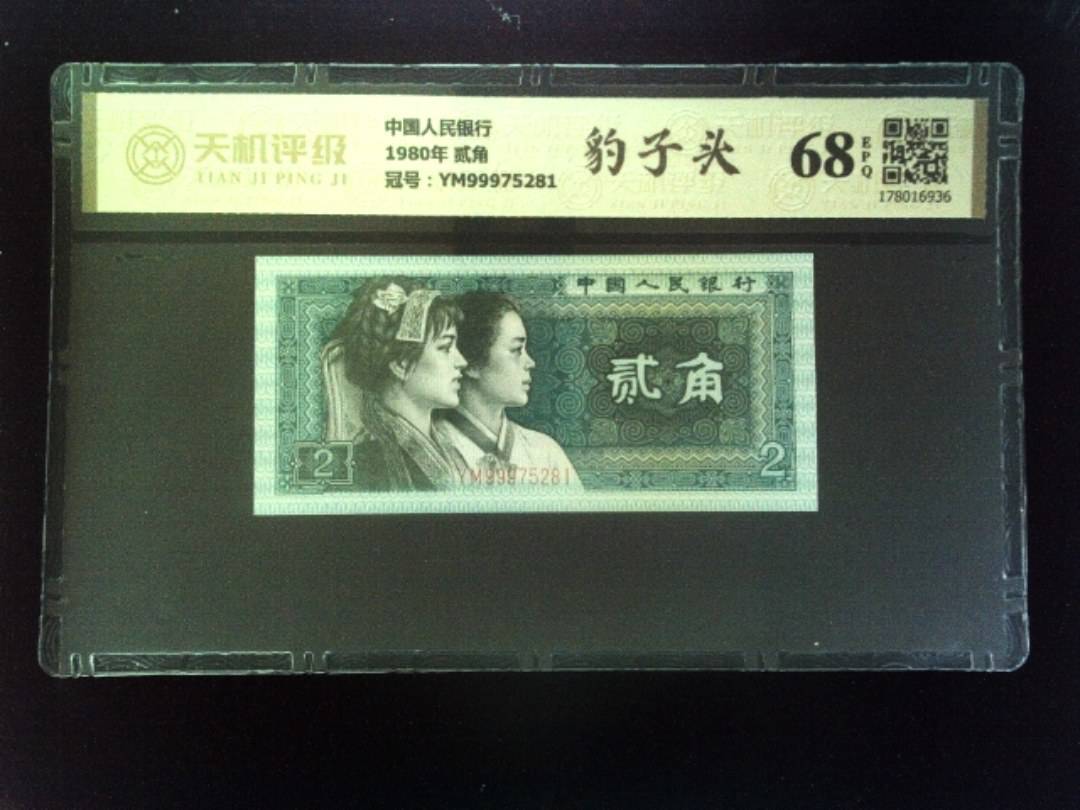 天机评级
TIAN JI PING JI
中国人民银行
1980年 贰角
冠号：YM99975281
豹子头
68
EPQ
178016936
中国人民银行
贰角
2
2
YM99975281